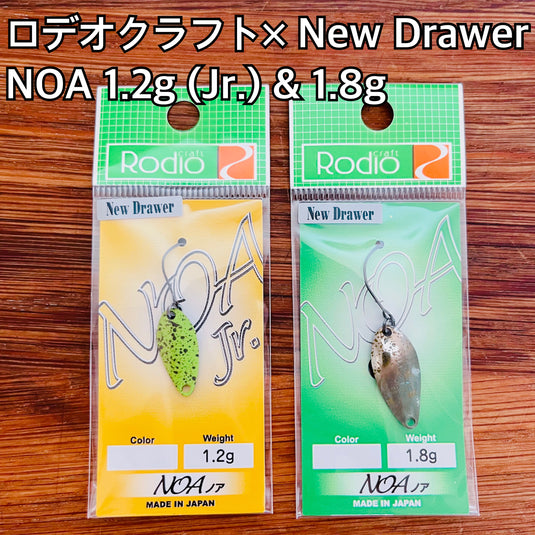 ロデオクラフト× New Drawer
NOA 1.2g (Jr.) & 1.8g
Rodio craft
New Drawer
NOA Jr.
Color
Weight
1.2g
NOA ノア
MADE IN JAPAN
Rodio craft
New Drawer
NOA
Color
Weight
1.8g
NOA ノア
MADE IN JAPAN